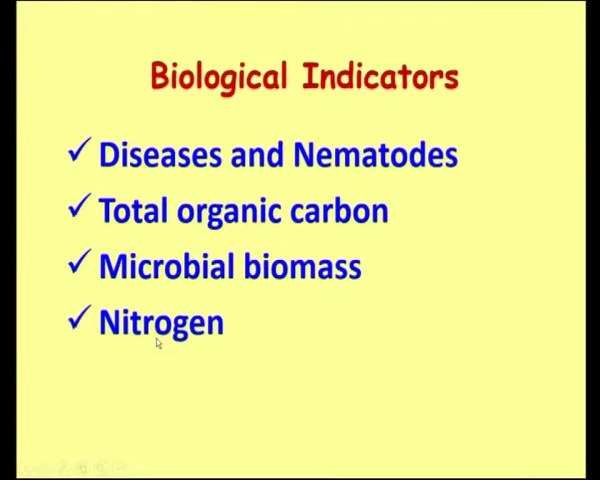 Biological Indicators
✓ Diseases and Nematodes
✓ Total organic carbon
✓ Microbial biomass
✓ Nitrogen